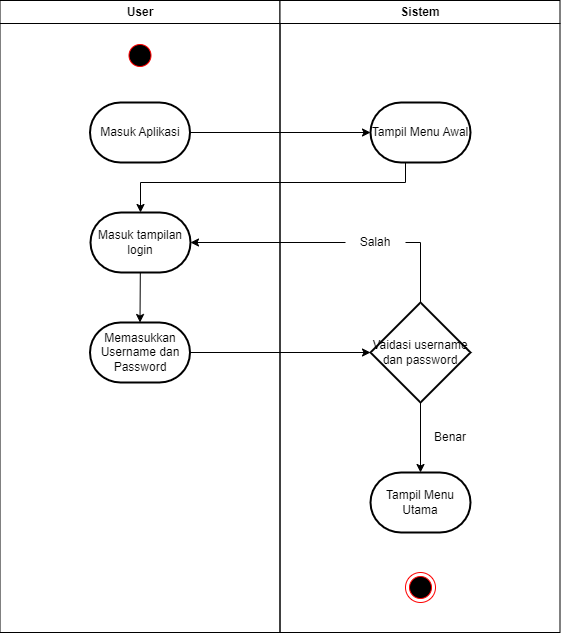 User
Sistem
Masuk Aplikasi
Tampil Menu Awal
Masuk tampilan
login
Salah
Memasukkan
Username dan
Password
Vaidasi username
dan password
Benar
Tampil Menu
Utama